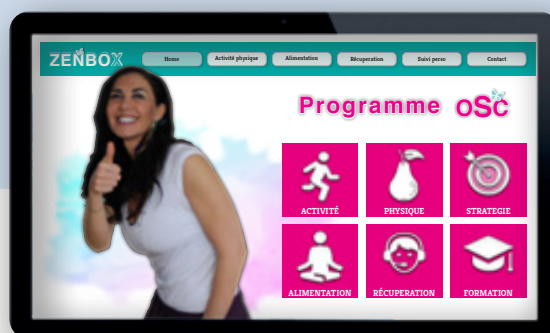 ZENBOX
Home
Activité physique
Alimentation
Récuperation
Suivi perso
Contact
Programme OSC
ACTIVITÉ
PHYSIQUE
STRATEGIE
ALIMENTATION
RÉCUPERATION
FORMATION